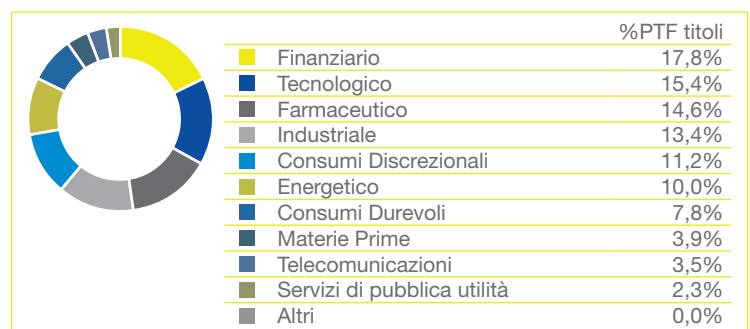 %PTF titoli
Finanziario 17,8%
Tecnologico 15,4%
Farmaceutico 14,6%
Industriale 13,4%
Consumi Discrezionali 11,2%
Energetico 10,0%
Consumi Durevoli 7,8%
Materie Prime 3,9%
Telecomunicazioni 3,5%
Servizi di pubblica utilità 2,3%
Altri 0,0%